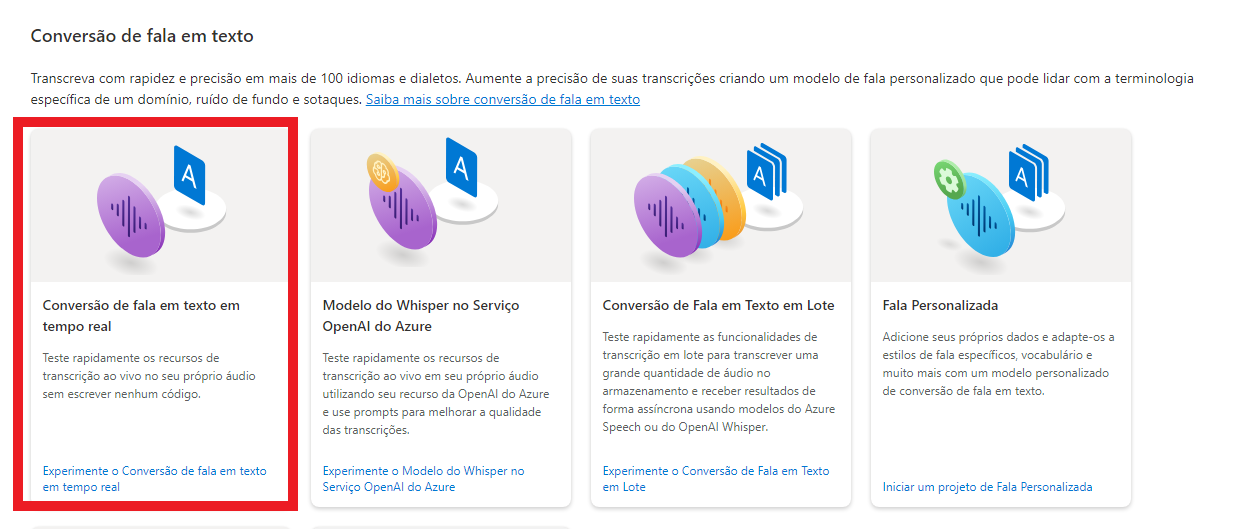 Conversão de fala em texto
Transcreva com rapidez e precisão em mais de 100 idiomas e dialetos. Aumente a precisão de suas transcrições criando um modelo de fala personalizado que pode lidar com a terminologia
específica de um domínio, ruído de fundo e sotaques. Saiba mais sobre conversão de fala em texto
A
Conversão de fala em texto em
tempo real
Teste rapidamente os recursos de
transcrição ao vivo no seu próprio áudio
sem escrever nenhum código.
Experimente o Conversão de fala em texto
em tempo real
A
Modelo do Whisper no Serviço
OpenAI do Azure
Teste rapidamente os recursos de
transcrição ao vivo em seu próprio áudio
utilizando seu recurso da OpenAI do Azure
e use prompts para melhorar a qualidade
das transcrições.
Experimente o Modelo do Whisper no
Serviço OpenAI do Azure
A
Conversão de Fala em Texto em Lote
Teste rapidamente as funcionalidades de
transcrição em lote para transcrever uma
grande quantidade de áudio no
armazenamento e receber resultados de
forma assíncrona usando modelos do Azure
Speech ou do OpenAI Whisper.
Experimente o Conversão de Fala em Texto
em Lote
A
Fala Personalizada
Adicione seus próprios dados e adapte-os a
estilos de fala específicos, vocabulário e
muito mais com um modelo personalizado
de conversão de fala em texto.
Iniciar um projeto de Fala Personalizada